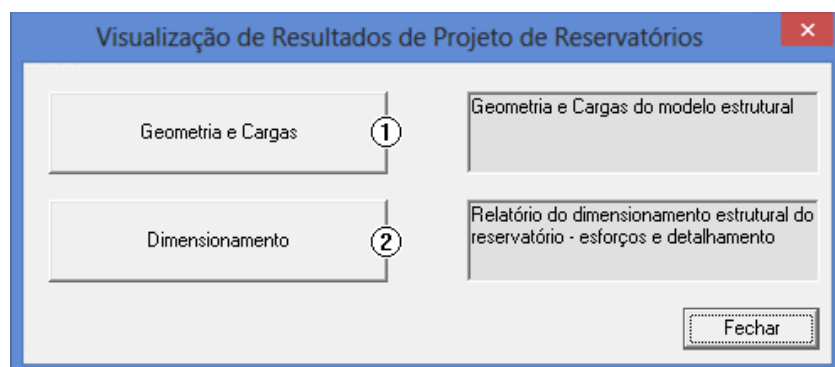 Visualização de Resultados de Projeto de Reservatórios
Geometria e Cargas
1
Geometria e Cargas do modelo estrutural
Dimensionamento
2
Relatório do dimensionamento estrutural do
reservatório - esforços e detalhamento
Fechar